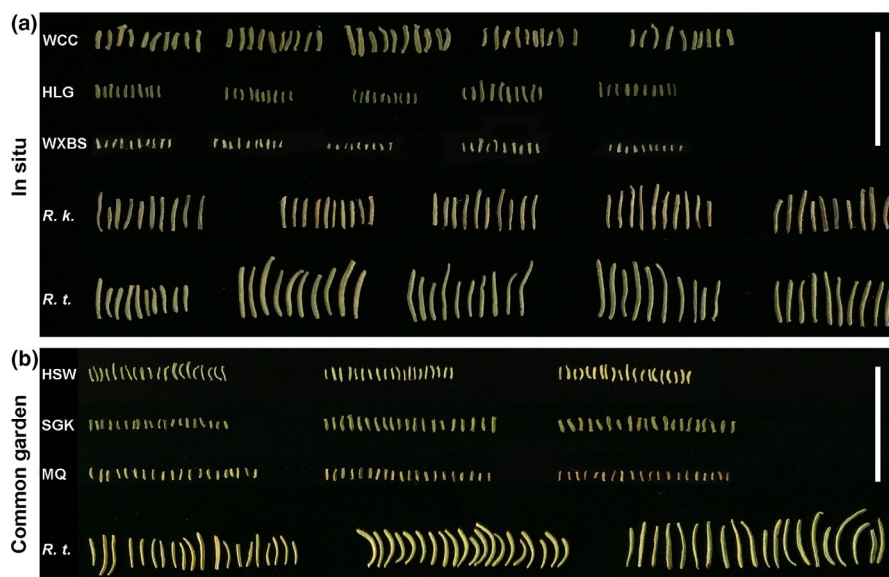 (a)
In situ
WCC
HLG
WXBS
R. k.
R. t.
(b)
Common garden
HSW
SGK
MQ
R. t.